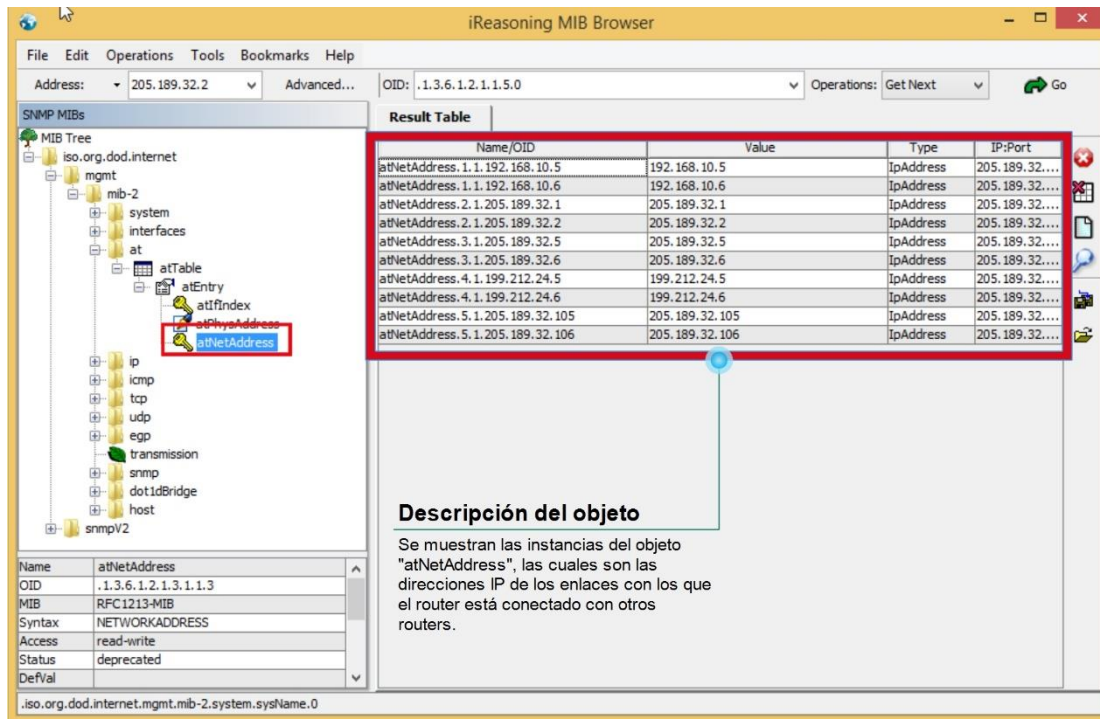 iReasoning MIB Browser
File Edit Operations Tools Bookmarks Help
Address: 205.189.32.2 Advanced... OID: .1.3.6.1.2.1.1.5.0 Operations: Get Next Go
SNMP MIBs
MIB Tree
iso.org.dod.internet
mgmt
mib-2
system
interfaces
at
atTable
atEntry
atIfIndex
atPhysAddress
atNetAddress
ip
icmp
tcp
udp
egp
transmission
snmp
dot1dBridge
host
snmpV2
Name atNetAddress
OID .1.3.6.1.2.1.3.1.1.3
MIB RFC1213-MIB
Syntax NETWORKADDRESS
Access read-write
Status deprecated
DefVal
Result Table
Name/OID Value Type IP:Port
atNetAddress.1.1.192.168.10.5 192.168.10.5 IpAddress 205.189.32....
atNetAddress.1.1.192.168.10.6 192.168.10.6 IpAddress 205.189.32....
atNetAddress.2.1.205.189.32.1 205.189.32.1 IpAddress 205.189.32....
atNetAddress.2.1.205.189.32.2 205.189.32.2 IpAddress 205.189.32....
atNetAddress.3.1.205.189.32.5 205.189.32.5 IpAddress 205.189.32....
atNetAddress.3.1.205.189.32.6 205.189.32.6 IpAddress 205.189.32....
atNetAddress.4.1.199.212.24.5 199.212.24.5 IpAddress 205.189.32....
atNetAddress.4.1.199.212.24.6 199.212.24.6 IpAddress 205.189.32....
atNetAddress.5.1.205.189.32.105 205.189.32.105 IpAddress 205.189.32....
atNetAddress.5.1.205.189.32.106 205.189.32.106 IpAddress 205.189.32....
Descripción del objeto
Se muestran las instancias del objeto
"atNetAddress", las cuales son las
direcciones IP de los enlaces con los que
el router está conectado con otros
routers.
.iso.org.dod.internet.mgmt.mib-2.system.sysName.0